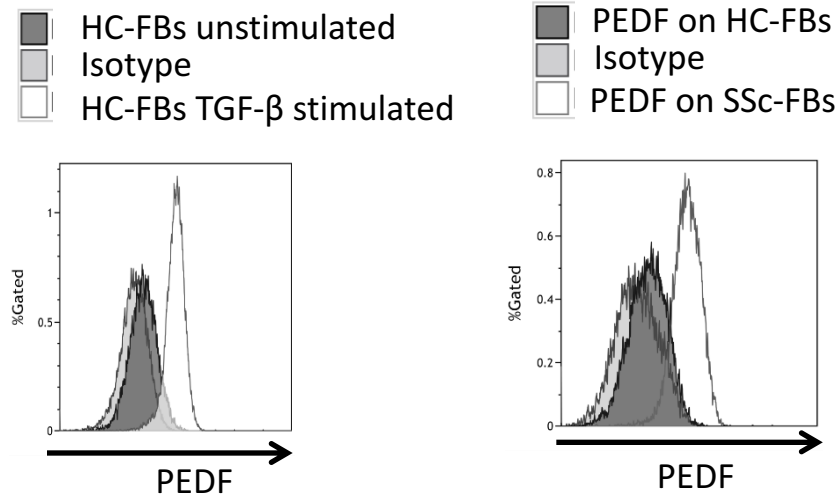 HC-FBs unstimulated
Isotype
HC-FBs TGF-β stimulated
PEDF on HC-FBs
Isotype
PEDF on SSc-FBs
1
0.5
0
%Gated
PEDF
0.8
0.6
0.4
0.2
0
%Gated
PEDF